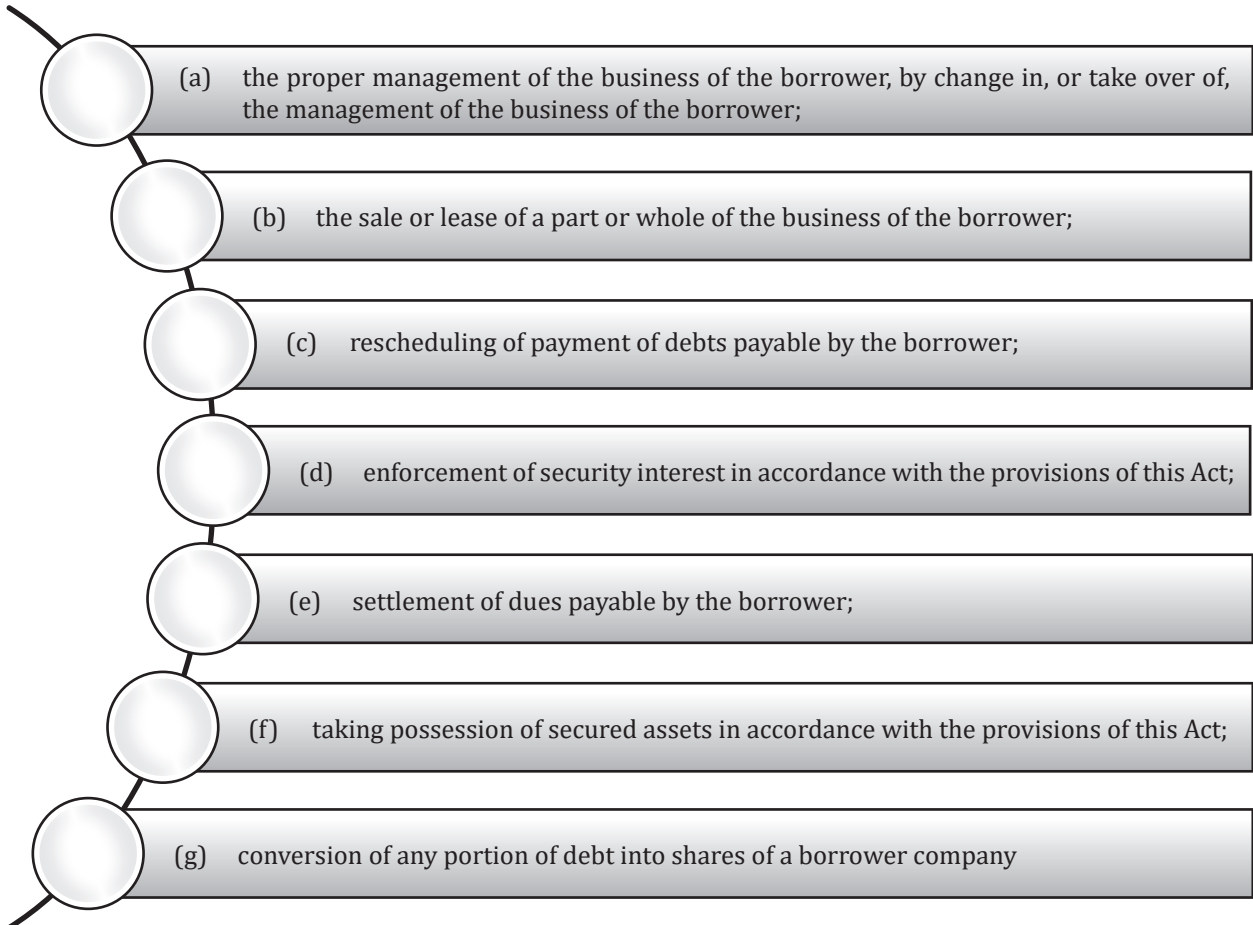 (a) the proper management of the business of the borrower, by change in, or take over of,
the management of the business of the borrower;
(b) the sale or lease of a part or whole of the business of the borrower;
(c) rescheduling of payment of debts payable by the borrower;
(d) enforcement of security interest in accordance with the provisions of this Act;
(e) settlement of dues payable by the borrower;
(f) taking possession of secured assets in accordance with the provisions of this Act;
(g) conversion of any portion of debt into shares of a borrower company